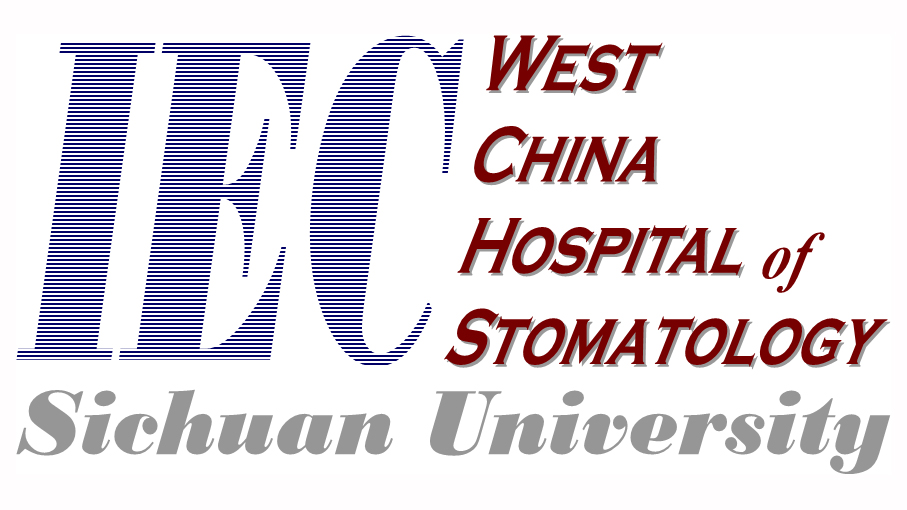 IEC
West
China
Hospital of
Stomatology
Sichuan University